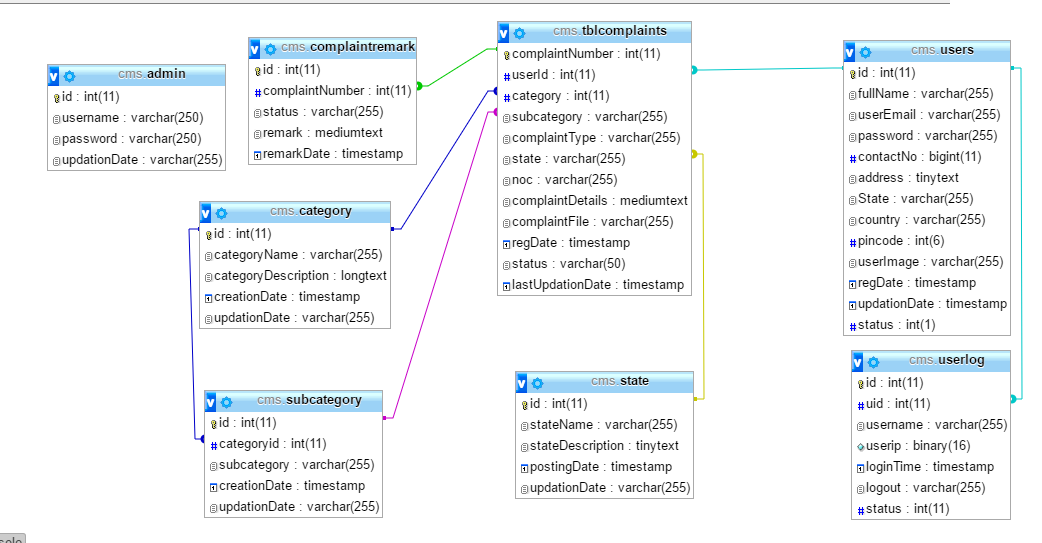 cms.admin
id : int(11)
username : varchar(250)
password : varchar(250)
updationDate : varchar(255)
cms.complaintremark
id : int(11)
complaintNumber : int(11)
status : varchar(255)
remark : mediumtext
remarkDate : timestamp
cms.tblcomplaints
complaintNumber : int(11)
userId : int(11)
category : int(11)
subcategory : varchar(255)
complaintType : varchar(255)
state : varchar(255)
noc : varchar(255)
complaintDetails : mediumtext
complaintFile : varchar(255)
regDate : timestamp
status : varchar(50)
lastUpdationDate : timestamp
cms.users
id : int(11)
fullName : varchar(255)
userEmail : varchar(255)
password : varchar(255)
contactNo : bigint(11)
address : tinytext
State : varchar(255)
country : varchar(255)
pincode : int(6)
userImage : varchar(255)
regDate : timestamp
updationDate : timestamp
status : int(1)
cms.category
id : int(11)
categoryName : varchar(255)
categoryDescription : longtext
creationDate : timestamp
updationDate : varchar(255)
cms.subcategory
id : int(11)
categoryid : int(11)
subcategory : varchar(255)
creationDate : timestamp
updationDate : varchar(255)
cms.state
id : int(11)
stateName : varchar(255)
stateDescription : tinytext
postingDate : timestamp
updationDate : varchar(255)
cms.userlog
id : int(11)
uid : int(11)
username : varchar(255)
userip : binary(16)
loginTime : timestamp
logout : varchar(255)
status : int(11)